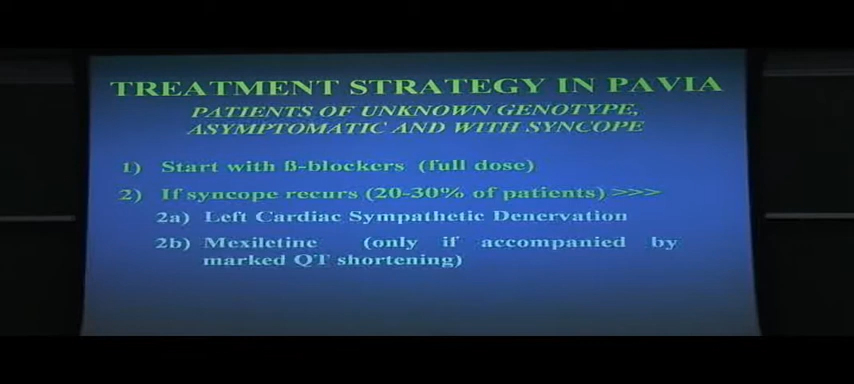 TREATMENT STRATEGY IN PAVIA
PATIENTS OF UNKNOWN GENOTYPE,
ASYMPTOMATIC AND WITH SYNCOPE
1) Start with ß-blockers (full dose)
2) If syncope recurs (20-30% of patients) >>>
2a) Left Cardiac Sympathetic Denervation
2b) Mexiletine (only if accompanied by
marked QT shortening)